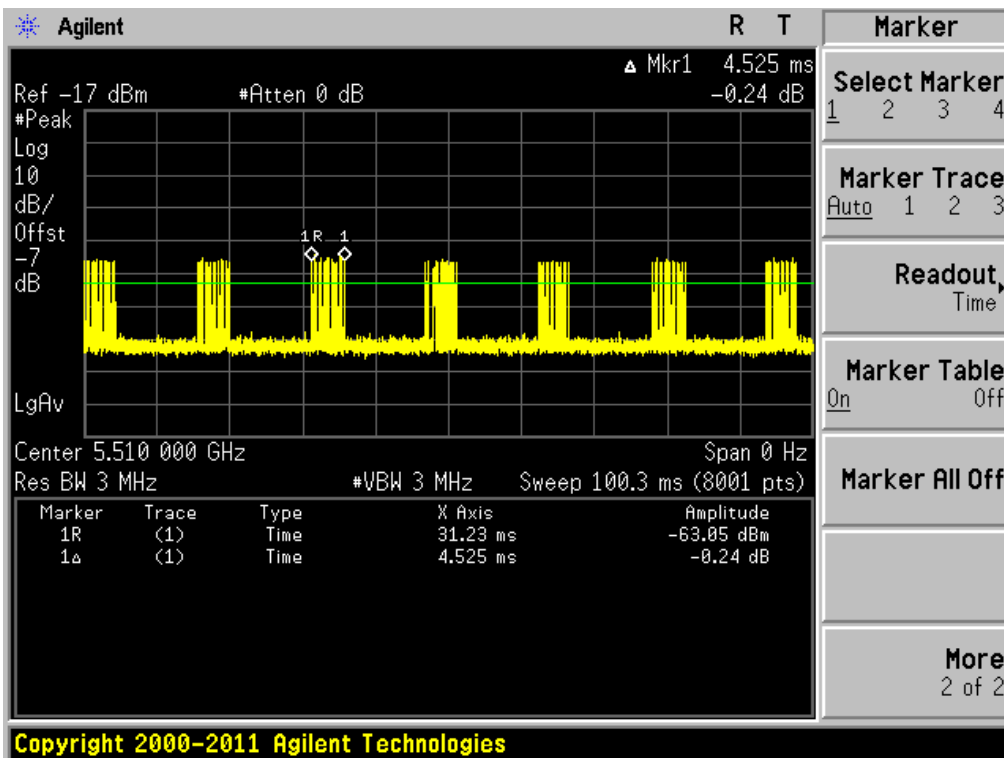 Agilent R T
Marker
Δ Mkr1 4.525 ms
Ref -17 dBm #Atten 0 dB -0.24 dB
#Peak
Log
10
dB/
Offst
-7
dB
1R 1
LgAv
Center 5.510 000 GHz Span 0 Hz
Res BW 3 MHz #VBW 3 MHz Sweep 100.3 ms (8001 pts)
Marker Trace Type X Axis Amplitude
1R (1) Time 31.23 ms -63.05 dBm
1Δ (1) Time 4.525 ms -0.24 dB
Select Marker
1 2 3 4
Marker Trace
Auto 1 2 3
Readout
Time
Marker Table
On Off
Marker All Off
More
2 of 2
Copyright 2000-2011 Agilent Technologies